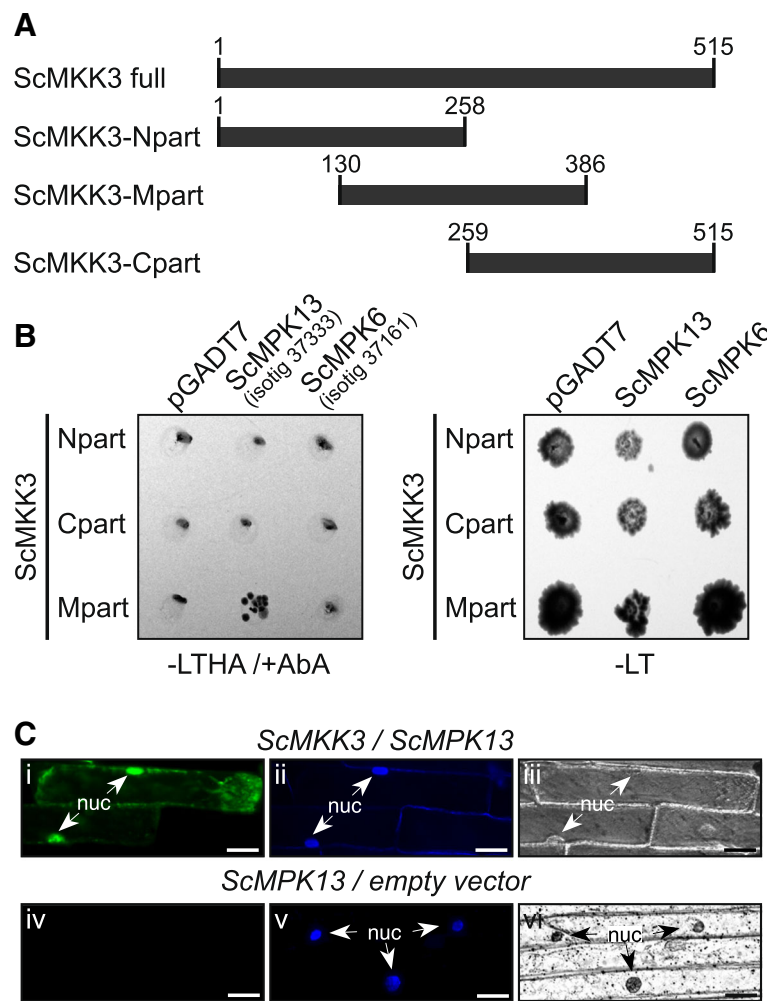 A
1 515
ScMKK3 full
1 258
ScMKK3-Npart
130 386
ScMKK3-Mpart
259 515
ScMKK3-Cpart
B
pGADT7
ScMPK13
(isotig 37333)
ScMPK6
(isotig 37161)
ScMKK3
Npart
Cpart
Mpart
-LTHA /+AbA
pGADT7
ScMPK13
ScMPK6
ScMKK3
Npart
Cpart
Mpart
-LT
C
ScMKK3 / ScMPK13
i
nuc
ii
nuc
iii
nuc
ScMPK13 / empty vector
iv
v
nuc
vi
nuc